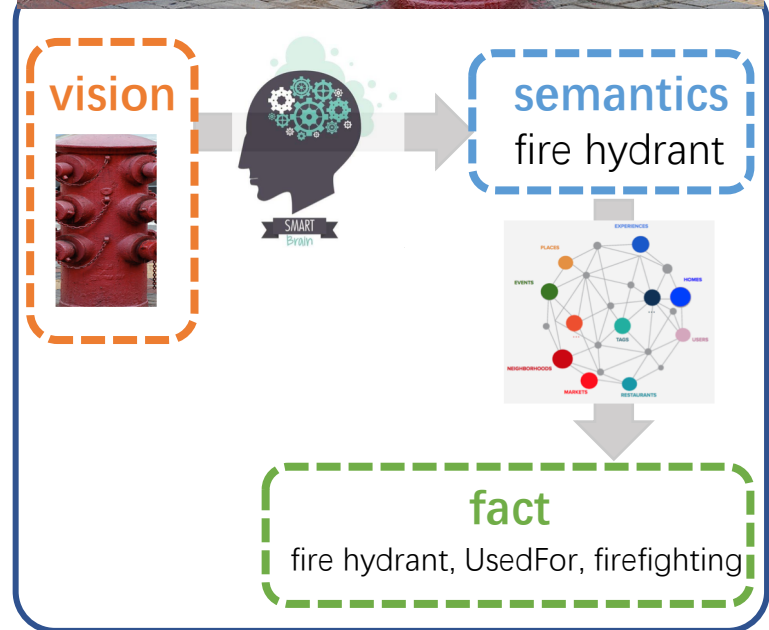 vision
semantics
fire hydrant
SMART
Brain
EXPERIENCES
PLACES
HOMES
EVENTS
...
...
TAGS
USERS
NEIGHBORHOODS
MARKETS
RESTAURANTS
fact
fire hydrant, UsedFor, firefighting